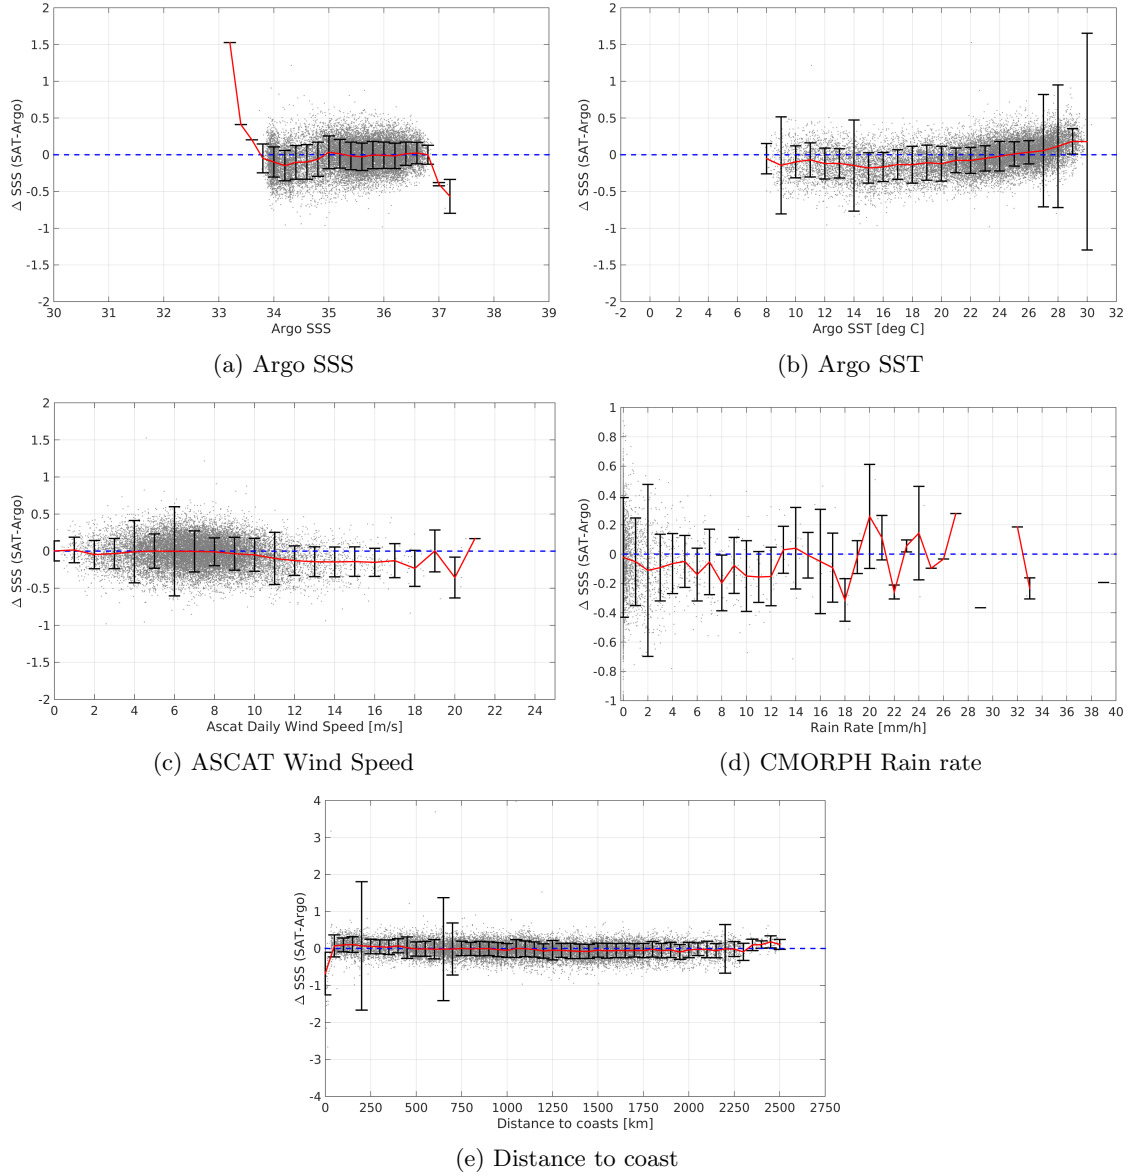 2
1.5
1
0.5
0
-0.5
-1
-1.5
-2
Δ SSS (SAT-Argo)
30 31 32 33 34 35 36 37 38 39
Argo SSS
(a) Argo SSS
2
1.5
1
0.5
0
-0.5
-1
-1.5
-2
Δ SSS (SAT-Argo)
-2 0 2 4 6 8 10 12 14 16 18 20 22 24 26 28 30 32
Argo SST [deg C]
(b) Argo SST
2
1.5
1
0.5
0
-0.5
-1
-1.5
-2
Δ SSS (SAT-Argo)
0 2 4 6 8 10 12 14 16 18 20 22 24
Ascat Daily Wind Speed [m/s]
(c) ASCAT Wind Speed
1
0.8
0.6
0.4
0.2
0
-0.2
-0.4
-0.6
-0.8
-1
Δ SSS (SAT-Argo)
0 2 4 6 8 10 12 14 16 18 20 22 24 26 28 30 32 34 36 38 40
Rain Rate [mm/h]
(d) CMORPH Rain rate
4
3
2
1
0
-1
-2
-3
-4
Δ SSS (SAT-Argo)
0 250 500 750 1000 1250 1500 1750 2000 2250 2500 2750
Distance to coasts [km]
(e) Distance to coast